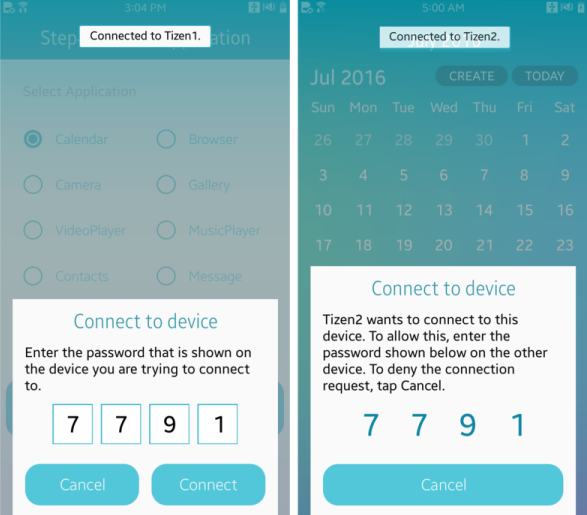 3:04 PM
Connected to Tizen1.
Select Application
Calendar Browser
Camera Gallery
VideoPlayer MusicPlayer
Contacts Message
Connect to device
Enter the password that is shown on
the device you are trying to connect
to.
7 7 9 1
Cancel Connect
5:00 AM
Connected to Tizen2.
Jul 2016 CREATE TODAY
Sun Mon Tue Wed Thu Fri Sat
26 27 28 29 30 1 2
3 4 5 6 7 8 9
10 11 12 13 14 15 16
17 18 19 20 21 22 23
Connect to device
Tizen2 wants to connect to this
device. To allow this, enter the
password shown below on the other
device. To deny the connection
request, tap Cancel.
7 7 9 1
Cancel